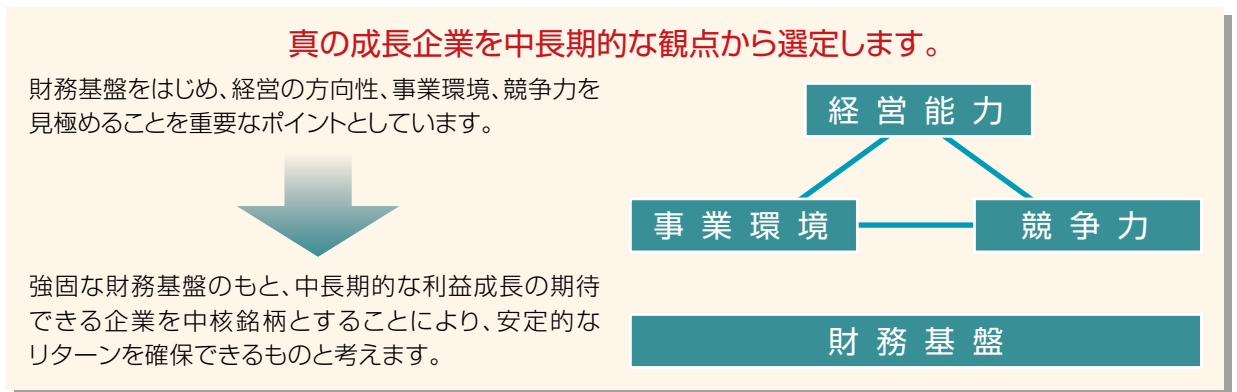 真の成長企業を中長期的な観点から選定します。
財務基盤をはじめ、経営の方向性、事業環境、競争力を
見極めることを重要なポイントとしています。
強固な財務基盤のもと、中長期的な利益成長の期待
できる企業を中核銘柄とすることにより、安定的な
リターンを確保できるものと考えます。
経営能力
事業環境
競争力
財務基盤